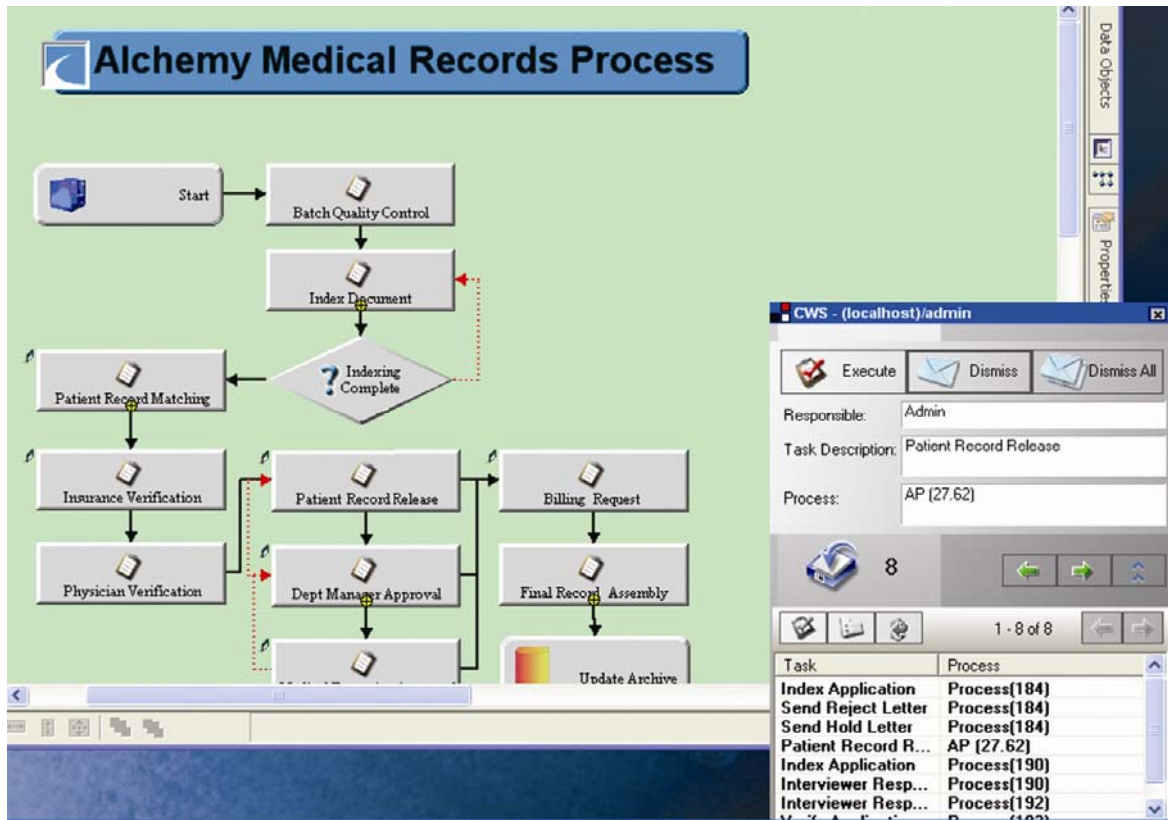 Alchemy Medical Records Process
Data Objects
Properties
Start
Batch Quality Control
Index Document
Indexing
Complete
Patient Record Matching
Insurance Verification
Physician Verification
Patient Record Release
Dept Manager Approval
Billing Request
Final Record Assembly
Update Archive
CWS - (localhost)/admin
Execute
Dismiss
Dismiss All
Responsible:
Admin
Task Description:
Patient Record Release
Process:
AP (27.62)
8
1 - 8 of 8
Task Process
Index Application Process(184)
Send Reject Letter Process(184)
Send Hold Letter Process(184)
Patient Record R... AP (27.62)
Index Application Process(190)
Interviewer Resp... Process(190)
Interviewer Resp... Process(192)